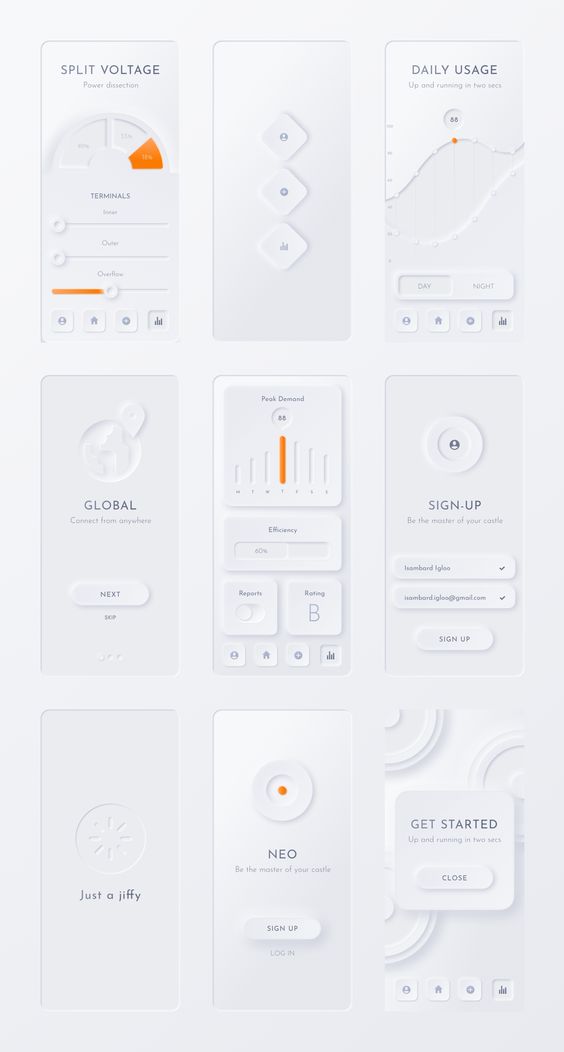 SPLIT VOLTAGE
Power dissection
33%
18%
TERMINALS
Inner
Outer
Overflow
DAILY USAGE
Up and running in two secs
88
DAY
NIGHT
GLOBAL
Connect from anywhere
NEXT
SKIP
Peak Demand
88
M T W T F S S
Efficiency
60%
Reports
Rating
B
SIGN-UP
Be the master of your castle
Isambard Igloo
isambard.igloo@gmail.com
SIGN UP
Just a jiffy
NEO
Be the master of your castle
SIGN UP
LOG IN
GET STARTED
Up and running in two secs
CLOSE